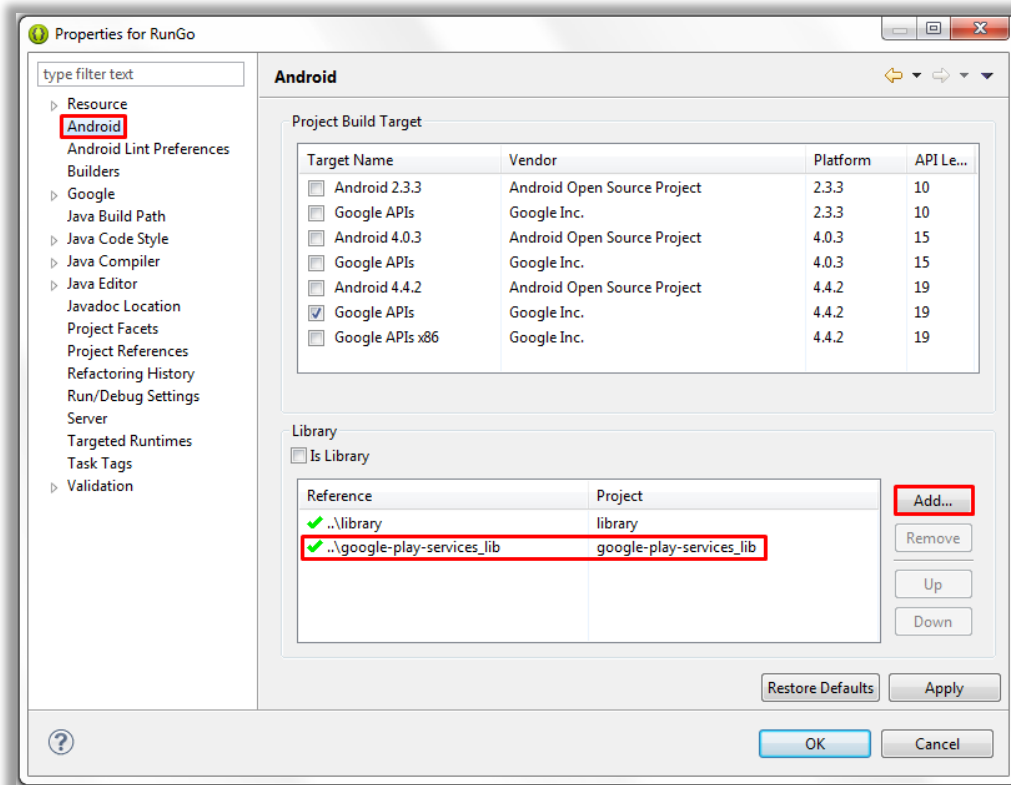 Properties for RunGo
type filter text
Resource
Android
Android Lint Preferences
Builders
Google
Java Build Path
Java Code Style
Java Compiler
Java Editor
Javadoc Location
Project Facets
Project References
Refactoring History
Run/Debug Settings
Server
Targeted Runtimes
Task Tags
Validation
Android
Project Build Target
Target Name Vendor Platform API Le...
Android 2.3.3 Android Open Source Project 2.3.3 10
Google APIs Google Inc. 2.3.3 10
Android 4.0.3 Android Open Source Project 4.0.3 15
Google APIs Google Inc. 4.0.3 15
Android 4.4.2 Android Open Source Project 4.4.2 19
Google APIs Google Inc. 4.4.2 19
Google APIs x86 Google Inc. 4.4.2 19
Library
Is Library
Reference Project
..\library library
..\google-play-services_lib google-play-services_lib
Add...
Remove
Up
Down
Restore Defaults Apply
? OK Cancel